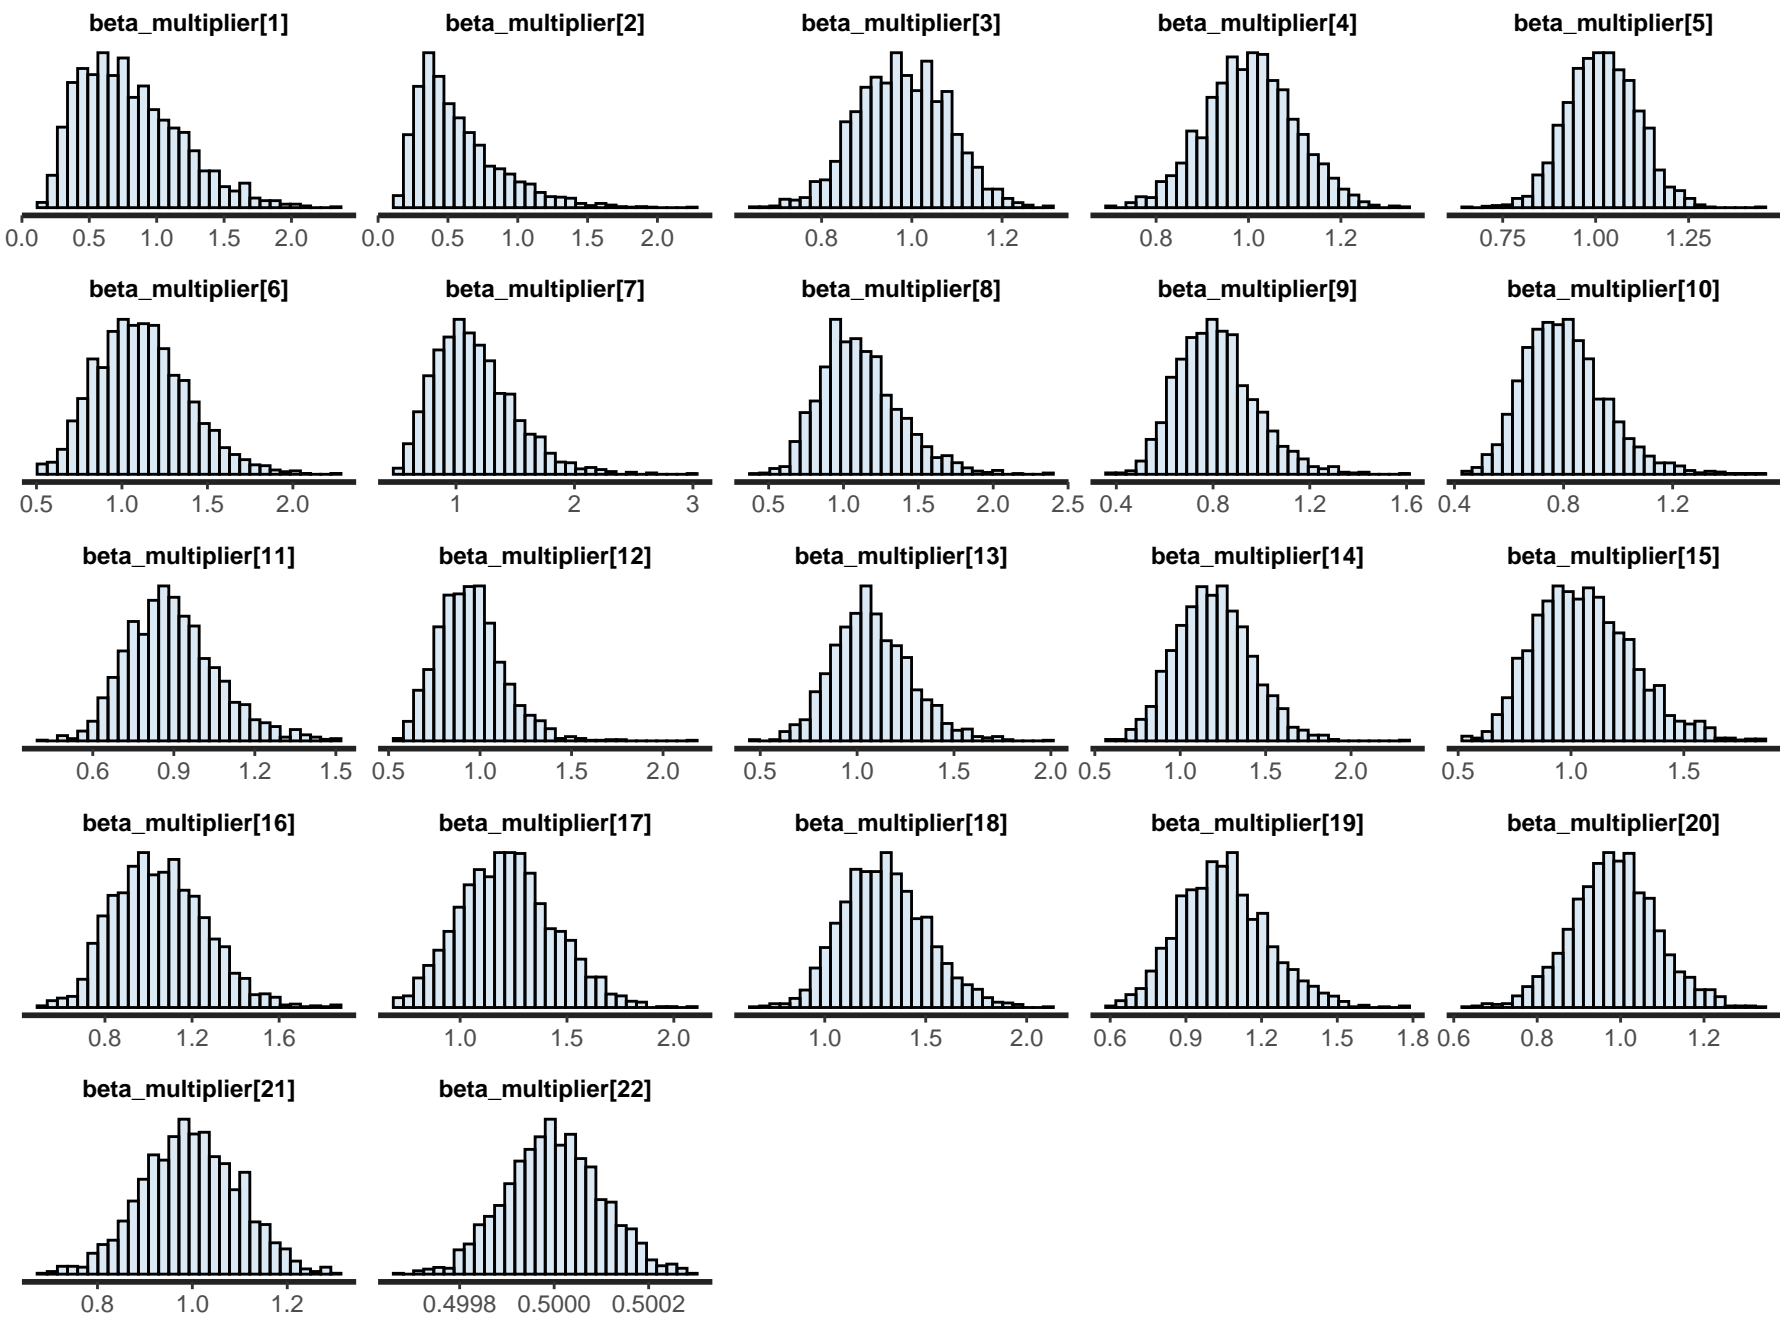 beta_multiplier[1] beta_multiplier[2] beta_multiplier[3] beta_multiplier[4] beta_multiplier[5]
0.0 0.5 1.0 1.5 2.0 0.0 0.5 1.0 1.5 2.0 0.8 1.0 1.2 0.8 1.0 1.2 0.75 1.00 1.25
beta_multiplier[6] beta_multiplier[7] beta_multiplier[8] beta_multiplier[9] beta_multiplier[10]
0.5 1.0 1.5 2.0 1 2 3 0.5 1.0 1.5 2.0 2.5 0.4 0.8 1.2 1.6 0.4 0.8 1.2
beta_multiplier[11] beta_multiplier[12] beta_multiplier[13] beta_multiplier[14] beta_multiplier[15]
0.6 0.9 1.2 1.5 0.5 1.0 1.5 2.0 0.5 1.0 1.5 2.0 0.5 1.0 1.5 2.0 0.5 1.0 1.5
beta_multiplier[16] beta_multiplier[17] beta_multiplier[18] beta_multiplier[19] beta_multiplier[20]
0.8 1.2 1.6 1.0 1.5 2.0 1.0 1.5 2.0 0.6 0.9 1.2 1.5 1.8 0.6 0.8 1.0 1.2
beta_multiplier[21] beta_multiplier[22]
0.8 1.0 1.2 0.4998 0.5000 0.5002